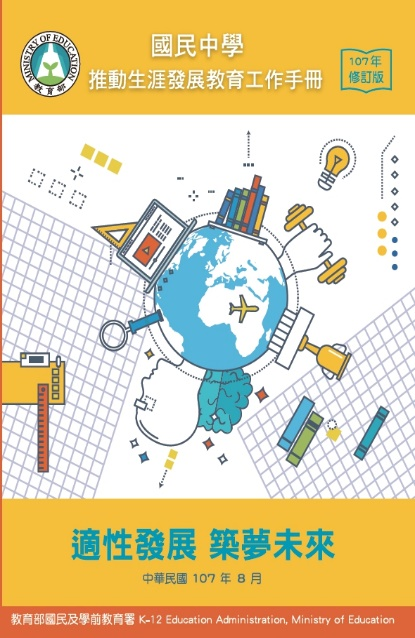 MINISTRY OF EDUCATION
教育部
國民中學
推動生涯發展教育工作手冊
107年
修訂版
適性發展 築夢未來
中華民國 107 年 8 月
教育部國民及學前教育署 K-12 Education Administration, Ministry of Education